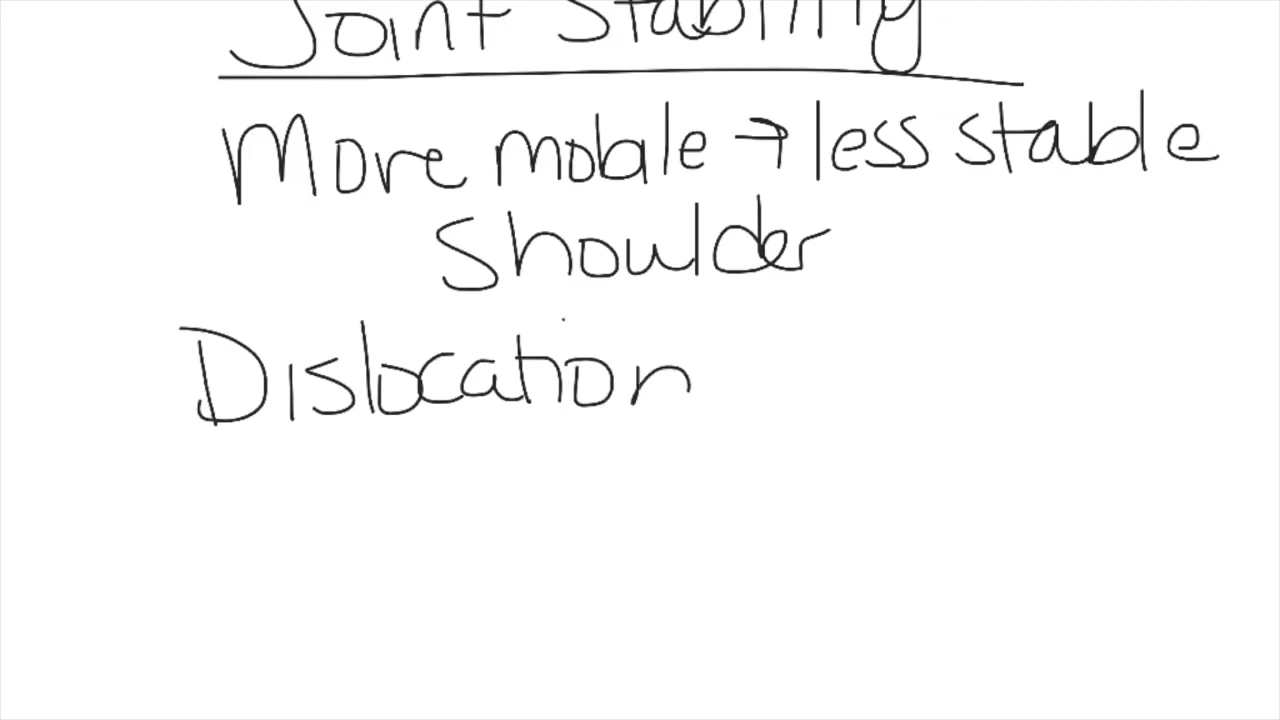 Joint Stability
More mobile → less stable
Shoulder
Dislocation